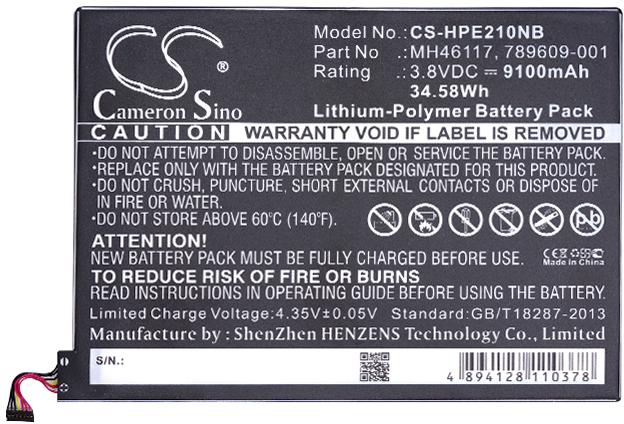 CS
Cameron Sino
Model No.: CS-HPE210NB
Part No : MH46117, 789609-001
Rating : 3.8VDC ⎓ 9100mAh
34.58Wh
Lithium-Polymer Battery Pack
CAUTION WARRANTY VOID IF LABEL IS REMOVED
•DO NOT ATTEMPT TO DISASSEMBLE, OPEN OR SERVICE THE BATTERY PACK.
•REPLACE ONLY WITH THE BATTERY PACK DESIGNATED FOR.
•DO NOT CRUSH, PUNCTURE, SHORT EXTERNAL CONTACTS OR DISPOSE OF
IN FIRE OR WATER.
•DO NOT STORE ABOVE 60°C (140°F).
Pb
ATTENTION!
NEW BATTERY PACK MUST BE FULLY CHARGED BEFORE USE.
Made In China
TO REDUCE RISK OF FIRE OR BURNS
READ INSTRUCTIONS IN OPERATING GUIDE BEFORE USE.
Limited Charge Voltage:4.35V±0.05V Standard:GB/T18287-2013
Manufacture by : ShenZhen HENZENS Technology Co., Limited
S/N.:
4 894128 110378